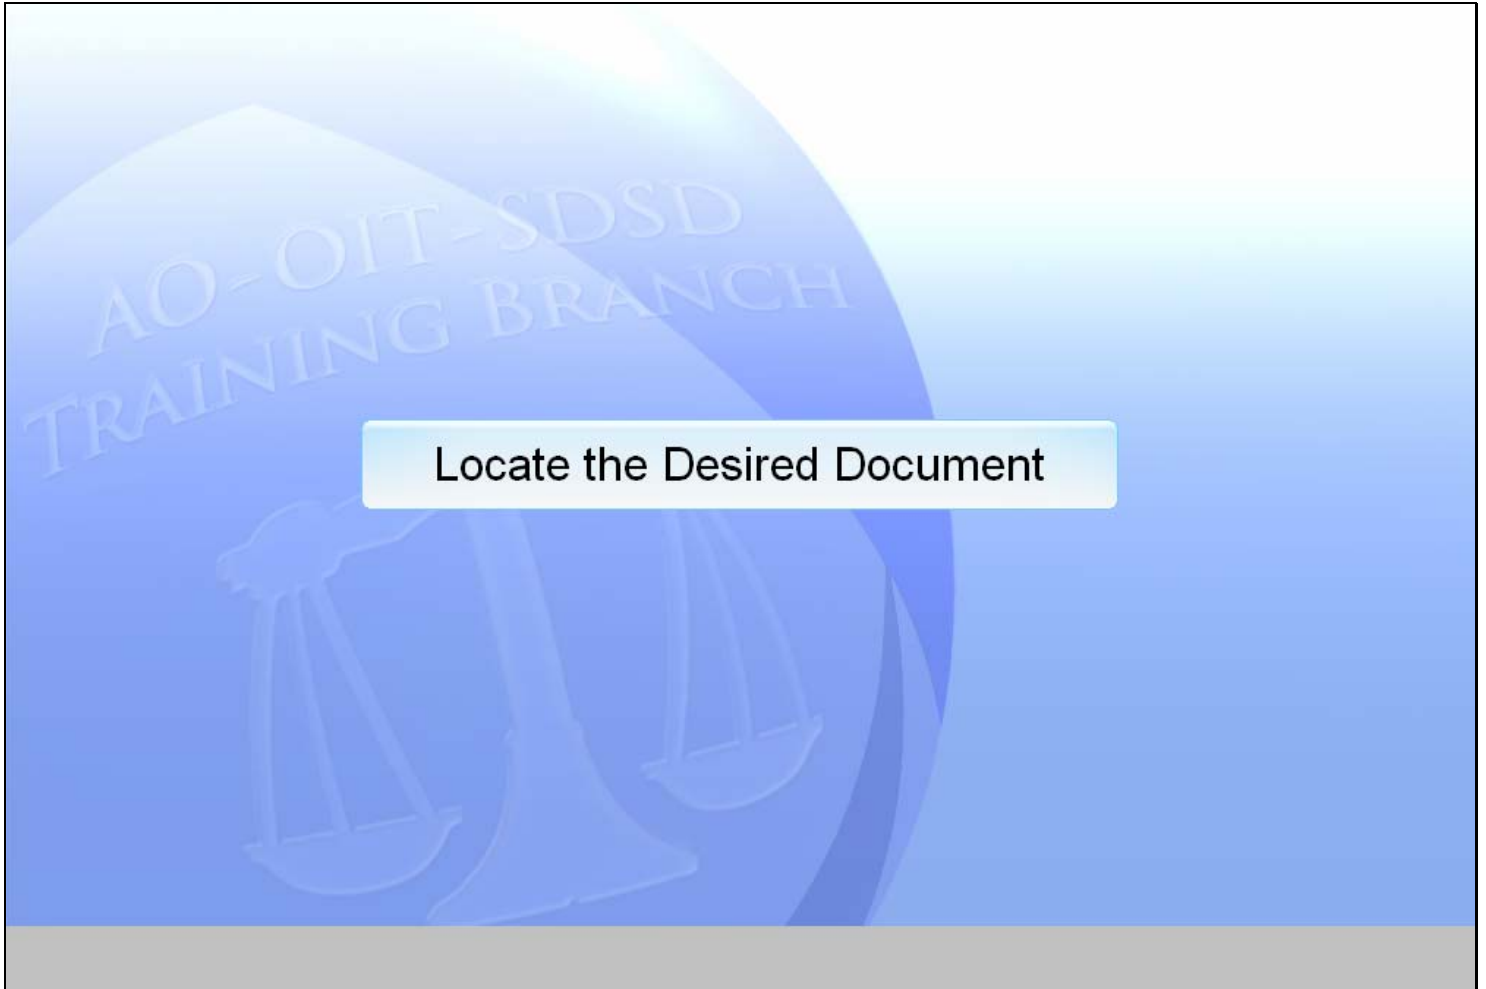 AO-OIT-SDSD
TRAINING BRANCH
Locate the Desired Document